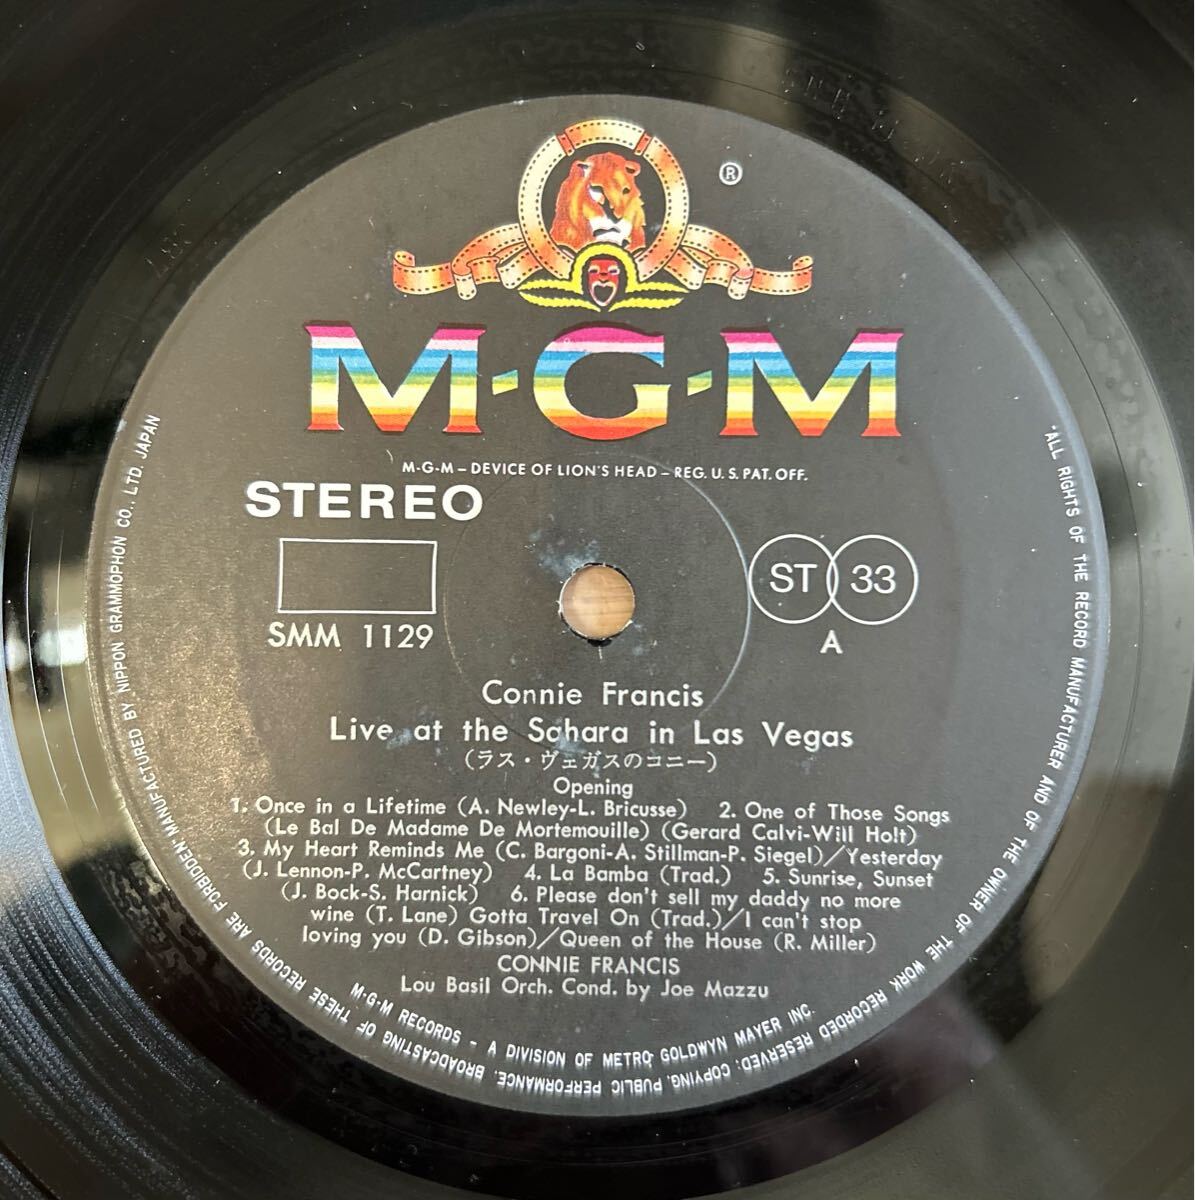 ®
M-G-M
M-G-M – DEVICE OF LION'S HEAD – REG. U.S. PAT. OFF.
STEREO
SMM 1129
ST 33
A
Connie Francis
Live at the Sahara in Las Vegas
(ラス・ヴェガスのコニー)
Opening
1. Once in a Lifetime (A. Newley-L. Bricusse) 2. One of Those Songs
(Le Bal De Madame De Mortemouille) (Gerard Calvi-Will Holt)
3. My Heart Reminds Me (C. Bargoni-A. Stillman-P. Siegel)/Yesterday
(J. Lennon-P. McCartney) 4. La Bamba (Trad.) 5. Sunrise, Sunset
(J. Bock-S. Harnick) 6. Please don't sell my daddy no more
wine (T. Lane) Gotta Travel On (Trad.)/I can't stop
loving you (D. Gibson)/Queen of the House (R. Miller)
CONNIE FRANCIS
Lou Basil Orch. Cond. by Joe Mazzu
M-G-M RECORDS - A DIVISION OF METRO GOLDWYN MAYER INC.
"ALL RIGHTS OF THE RECORD MANUFACTURER AND OF THE OWNER OF THE WORK RECORDED RESERVED; COPYING, PUBLIC PERFORMANCE, BROADCASTING OF THESE RECORDS ARE FORBIDDEN" MANUFACTURED BY NIPPON GRAMMOPHON CO., LTD. JAPAN